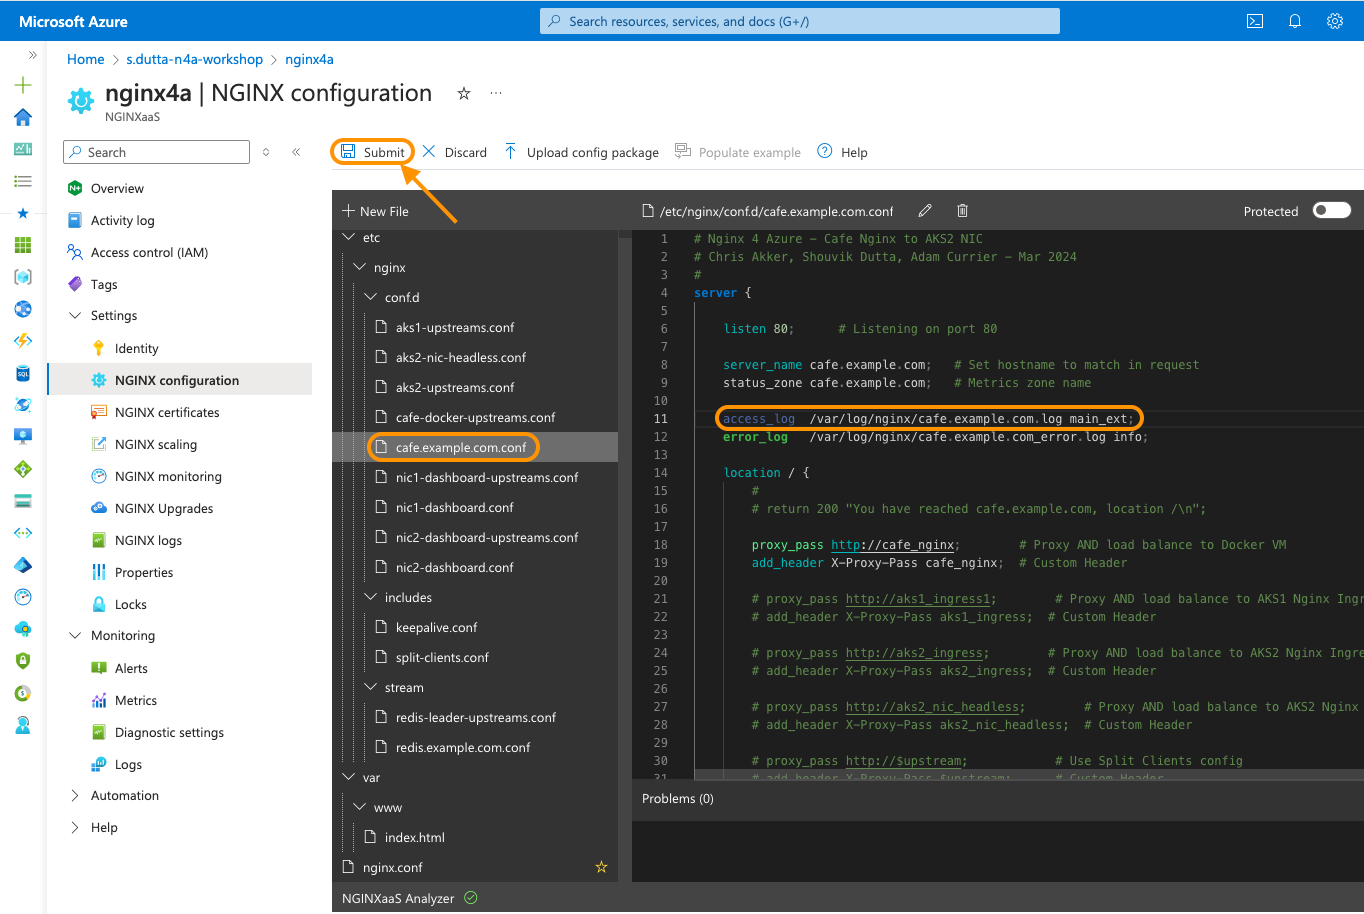 Microsoft Azure
Search resources, services, and docs (G+/)
Home > s.dutta-n4a-workshop > nginx4a
nginx4a | NGINX configuration
NGINXaaS
Search
Overview
Activity log
Access control (IAM)
Tags
Settings
Identity
NGINX configuration
NGINX certificates
NGINX scaling
NGINX monitoring
NGINX Upgrades
NGINX logs
Properties
Locks
Monitoring
Alerts
Metrics
Diagnostic settings
Logs
Automation
Help
Submit
Discard
Upload config package
Populate example
Help
New File
etc
nginx
conf.d
aks1-upstreams.conf
aks2-nic-headless.conf
aks2-upstreams.conf
cafe-docker-upstreams.conf
cafe.example.com.conf
nic1-dashboard-upstreams.conf
nic1-dashboard.conf
nic2-dashboard-upstreams.conf
nic2-dashboard.conf
includes
keepalive.conf
split-clients.conf
stream
redis-leader-upstreams.conf
redis.example.com.conf
var
www
index.html
nginx.conf
NGINXaaS Analyzer
/etc/nginx/conf.d/cafe.example.com.conf
Protected
1 # Nginx 4 Azure - Cafe Nginx to AKS2 NIC
2 # Chris Akker, Shouvik Dutta, Adam Currier - Mar 2024
3 #
4 server {
5
6 listen 80; # Listening on port 80
7
8 server_name cafe.example.com; # Set hostname to match in request
9 status_zone cafe.example.com; # Metrics zone name
10
11 access_log /var/log/nginx/cafe.example.com.log main_ext;
12 error_log /var/log/nginx/cafe.example.com_error.log info;
13
14 location / {
15 #
16 # return 200 "You have reached cafe.example.com, location /\n";
17
18 proxy_pass http://cafe_nginx; # Proxy AND load balance to Docker VM
19 add_header X-Proxy-Pass cafe_nginx; # Custom Header
20
21 # proxy_pass http://aks1_ingress1; # Proxy AND load balance to AKS1 Nginx Ingr
22 # add_header X-Proxy-Pass aks1_ingress; # Custom Header
23
24 # proxy_pass http://aks2_ingress; # Proxy AND load balance to AKS2 Nginx Ingre
25 # add_header X-Proxy-Pass aks2_ingress; # Custom Header
26
27 # proxy_pass http://aks2_nic_headless; # Proxy AND load balance to AKS2 Nginx
28 # add_header X-Proxy-Pass aks2_nic_headless; # Custom Header
29
30 # proxy_pass http://$upstream; # Use Split Clients config
31 # add_header X-Proxy-Pass $upstream; # Custom Header
Problems (0)